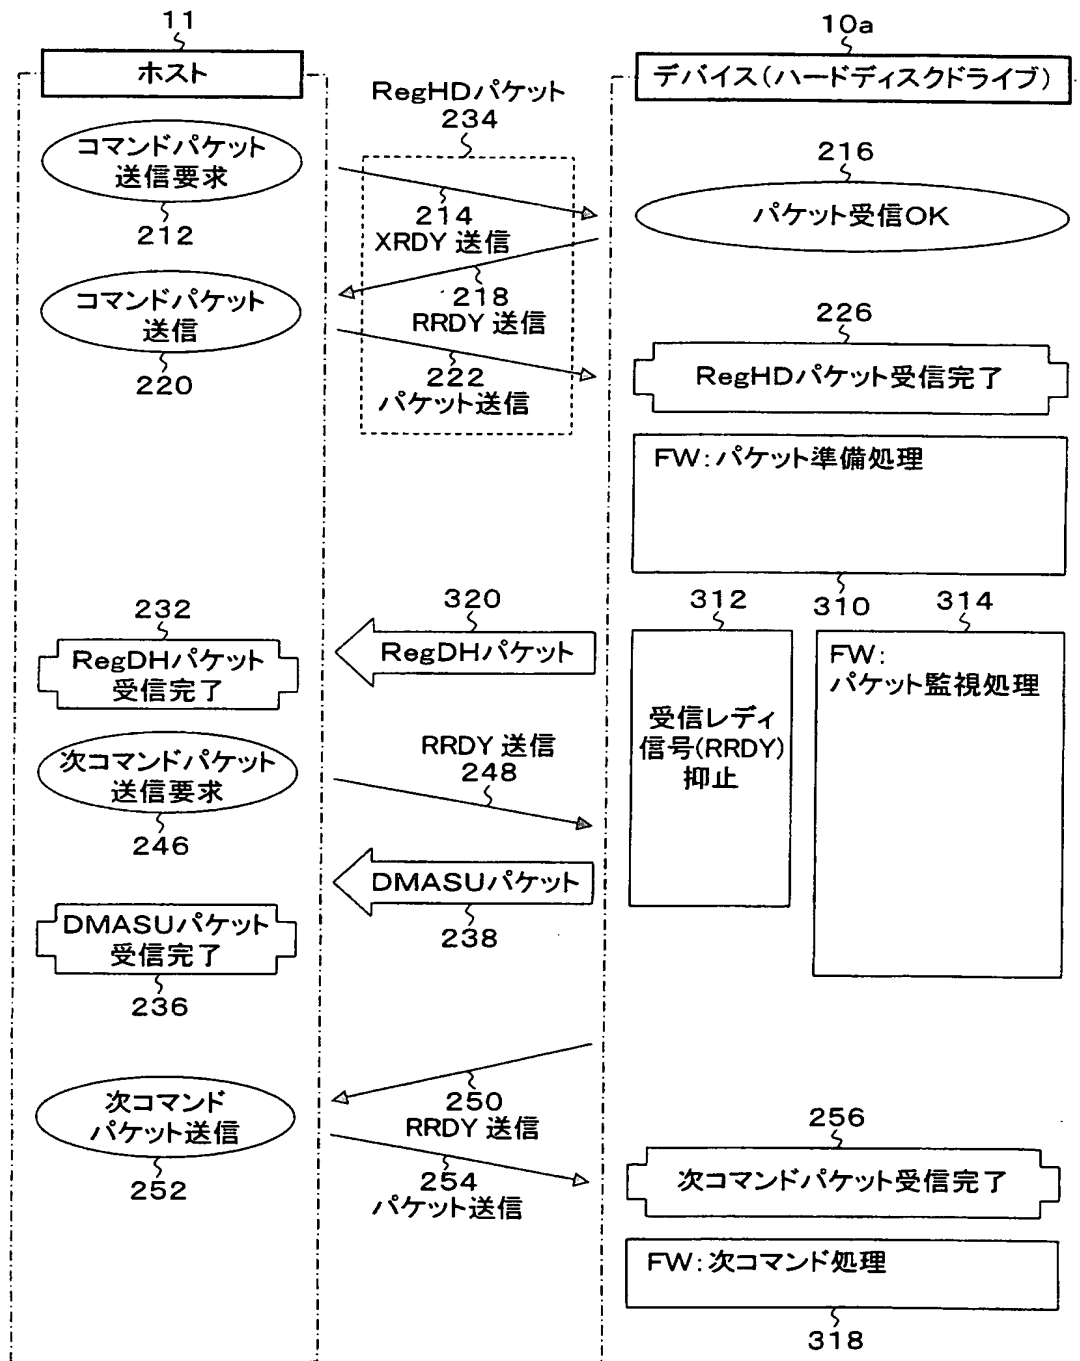 11
ホスト
10a
デバイス(ハードディスクドライブ)
RegHDパケット
234
コマンドパケット
送信要求
212
214
XRDY 送信
216
パケット受信OK
218
RRDY 送信
コマンドパケット
送信
220
222
パケット送信
226
RegHDパケット受信完了
FW:パケット準備処理
310
232
RegDHパケット
受信完了
320
RegDHパケット
312
受信レディ
信号(RRDY)
抑止
314
FW:
パケット監視処理
次コマンドパケット
送信要求
246
RRDY 送信
248
DMASUパケット
238
DMASUパケット
受信完了
236
250
RRDY 送信
次コマンド
パケット送信
252
254
パケット送信
256
次コマンドパケット受信完了
FW:次コマンド処理
318